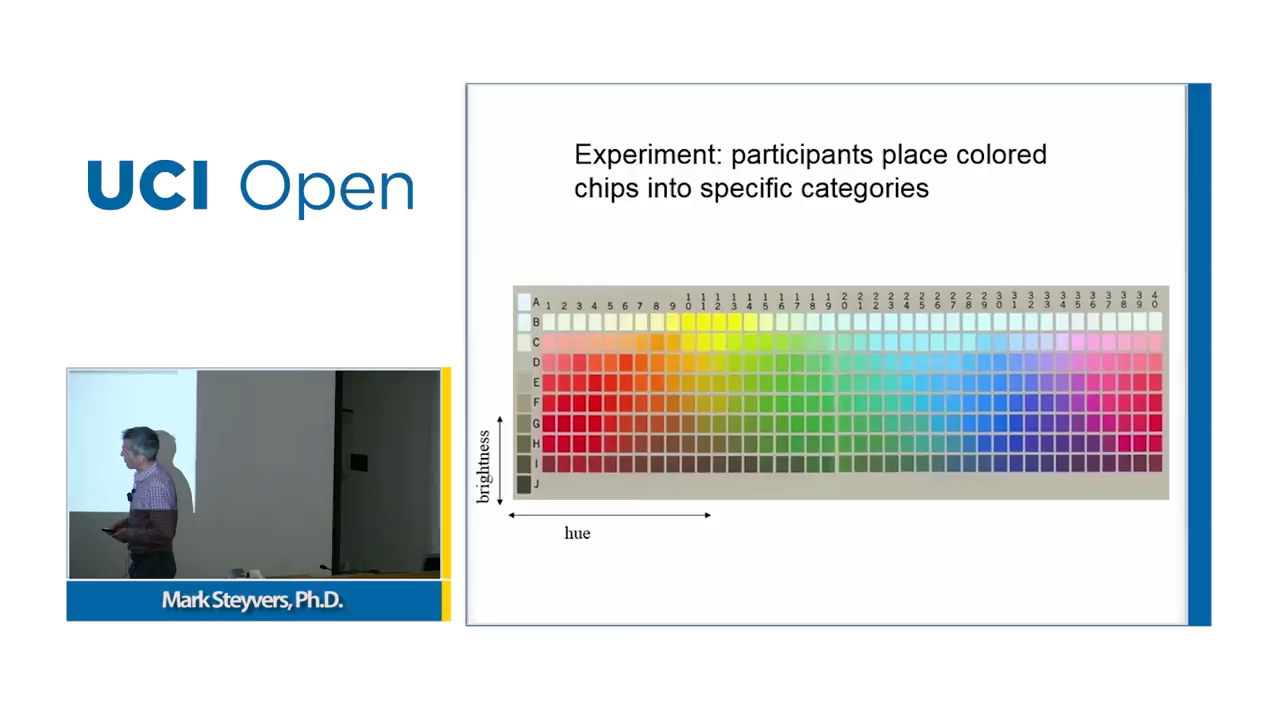 UCI Open
Experiment: participants place colored
chips into specific categories
1 2 3 4 5 6 7 8 9 10 11 12 13 14 15 16 17 18 19 20 21 22 23 24 25 26 27 28 29 30 31 32 33 34 35 36 37 38 39 40
A
B
C
D
E
F
G
H
I
J
brightness
hue
Mark Steyvers, Ph.D.